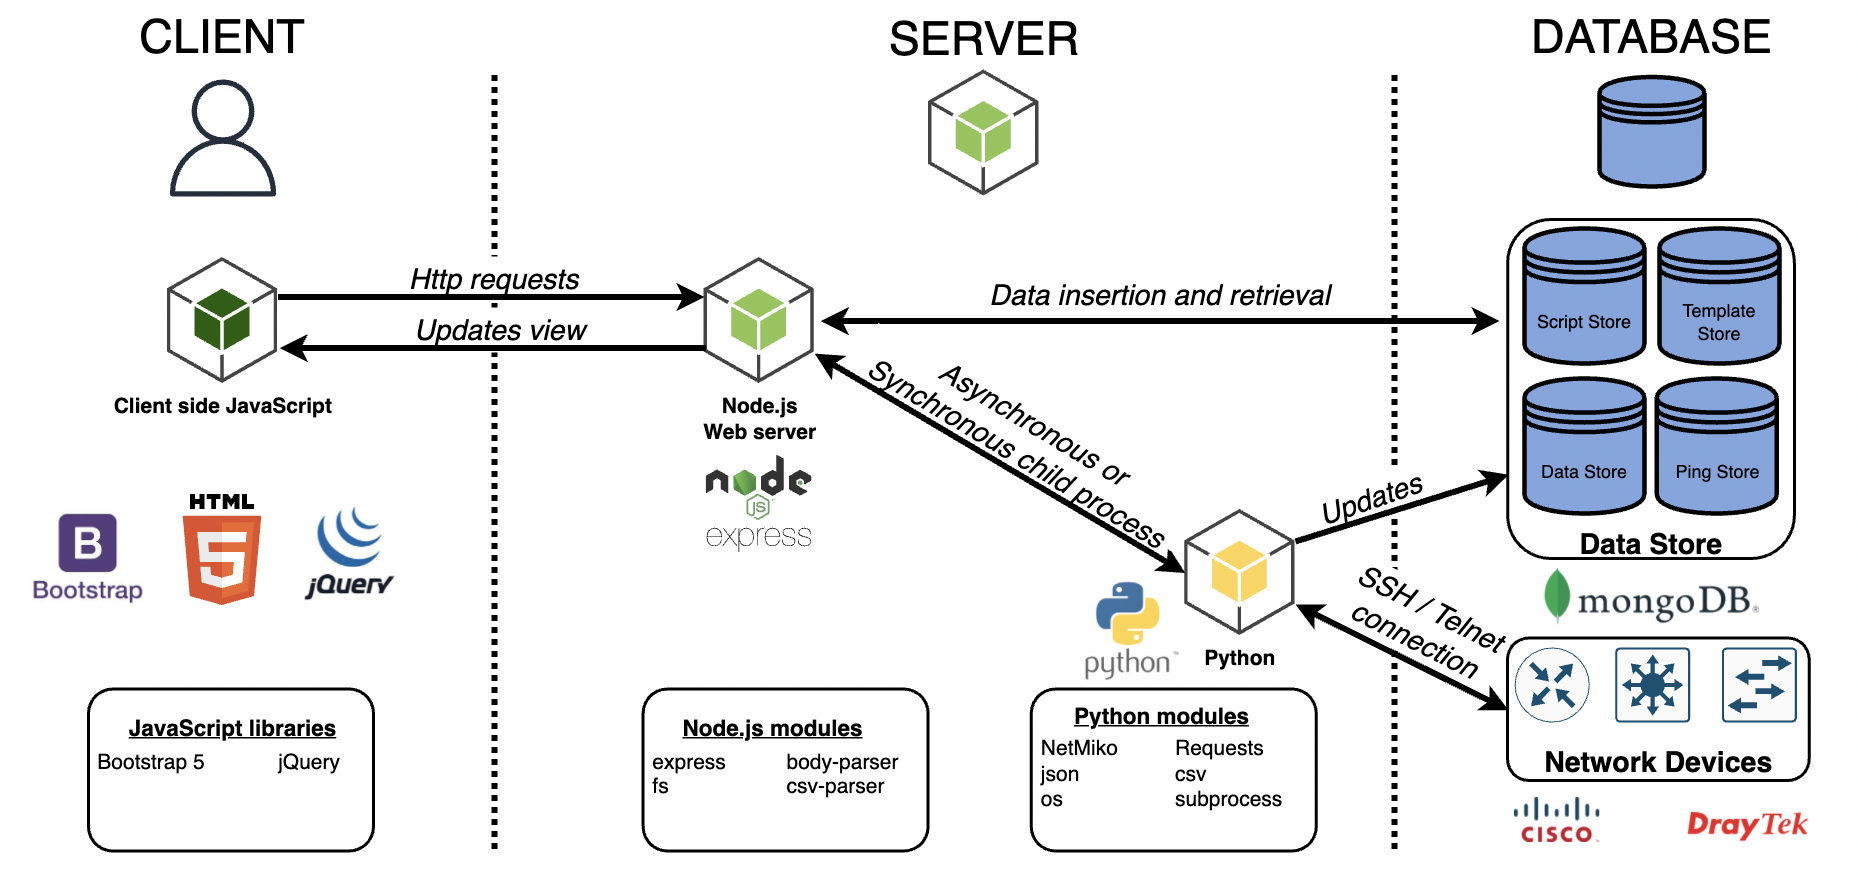 CLIENT
SERVER
DATABASE
Http requests
Updates view
Data insertion and retrieval
Script Store
Template
Store
Client side JavaScript
Node.js
Web server
Asynchronous or
Synchronous child process
Data Store
Ping Store
Updates
Data Store
node
JS
express
HTML
5
B
Bootstrap
jQuery
mongoDB®
SSH / Telnet
connection
python™
Python
Network Devices
JavaScript libraries
Bootstrap 5
jQuery
Node.js modules
express
body-parser
fs
csv-parser
Python modules
NetMiko
Requests
json
csv
os
subprocess
CISCO
DrayTek